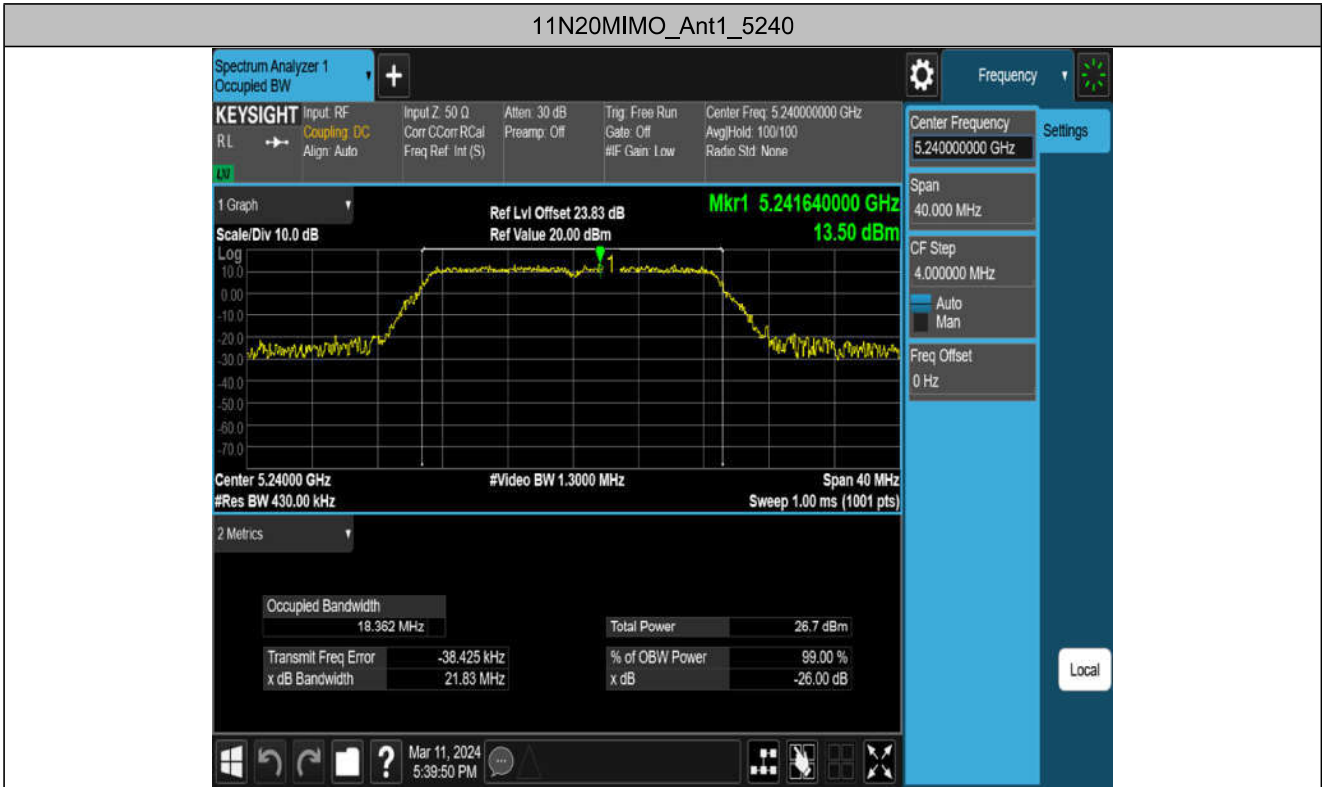 11N20MIMO_Ant1_5240
Spectrum Analyzer 1
Occupied BW
+
Frequency
KEYSIGHT
RL
LXI
Input: RF
Coupling: DC
Align: Auto
Input Z: 50 Ω
Corr CCorr RCal
Freq Ref: Int (S)
Atten: 30 dB
Preamp: Off
Trig: Free Run
Gate: Off
#IF Gain: Low
Center Freq: 5.240000000 GHz
Avg|Hold: 100/100
Radio Std: None
Center Frequency
5.240000000 GHz
Settings
Span
40.000 MHz
CF Step
4.000000 MHz
Auto
Man
Freq Offset
0 Hz
Local
1 Graph
Scale/Div 10.0 dB
Ref Lvl Offset 23.83 dB
Ref Value 20.00 dBm
Mkr1 5.241640000 GHz
13.50 dBm
Log
10.0
0.00
-10.0
-20.0
-30.0
-40.0
-50.0
-60.0
-70.0
1
Center 5.24000 GHz
#Res BW 430.00 kHz
#Video BW 1.3000 MHz
Span 40 MHz
Sweep 1.00 ms (1001 pts)
2 Metrics
Occupied Bandwidth
18.362 MHz
Total Power 26.7 dBm
Transmit Freq Error -38.425 kHz
% of OBW Power 99.00 %
x dB Bandwidth 21.83 MHz
x dB -26.00 dB
?
Mar 11, 2024
5:39:50 PM